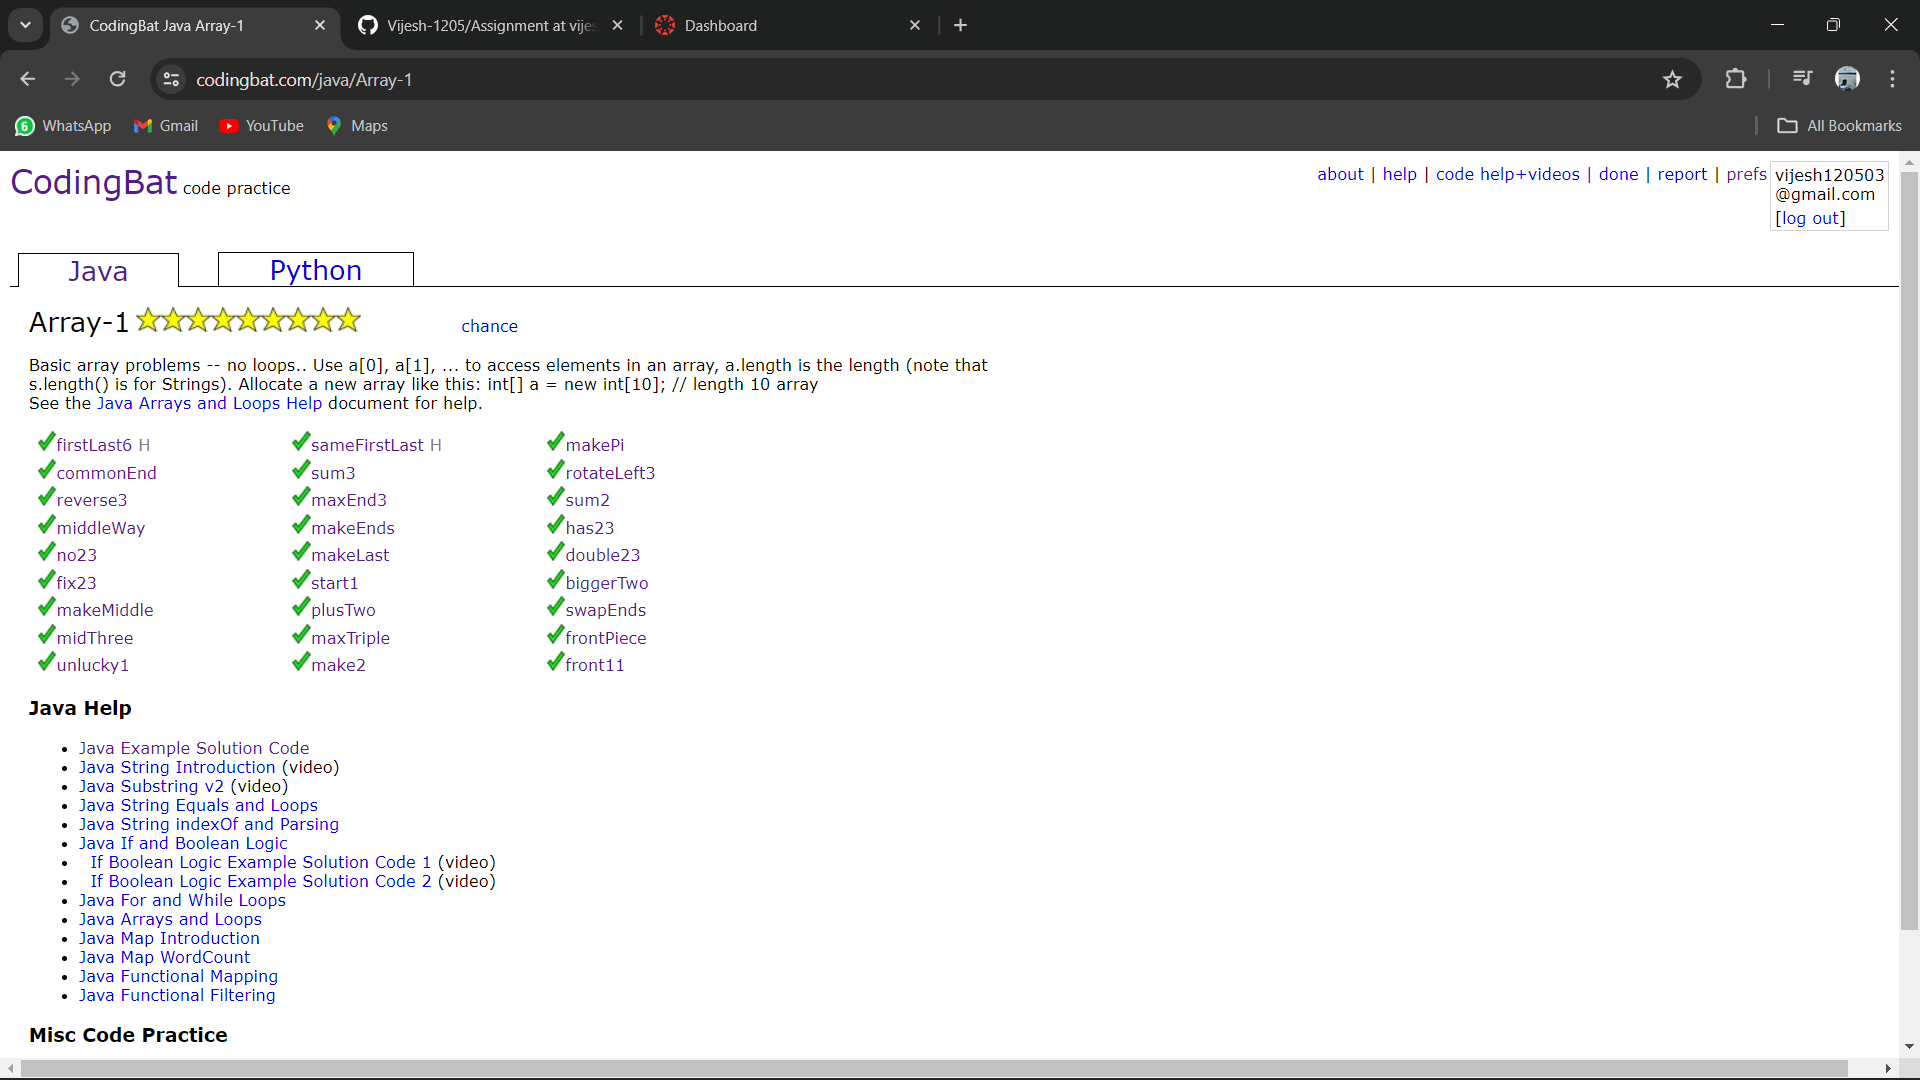 CodingBat Java Array-1
Vijesh-1205/Assignment at vije
Dashboard
codingbat.com/java/Array-1
6 WhatsApp
Gmail
YouTube
Maps
All Bookmarks
CodingBat code practice
about | help | code help+videos | done | report | prefs
vijesh120503
@gmail.com
[log out]
Java
Python
Array-1
chance
Basic array problems -- no loops.. Use a[0], a[1], ... to access elements in an array, a.length is the length (note that
s.length() is for Strings). Allocate a new array like this: int[] a = new int[10]; // length 10 array
See the Java Arrays and Loops Help document for help.
firstLast6 H sameFirstLast H makePi
commonEnd sum3 rotateLeft3
reverse3 maxEnd3 sum2
middleWay makeEnds has23
no23 makeLast double23
fix23 start1 biggerTwo
makeMiddle plusTwo swapEnds
midThree maxTriple frontPiece
unlucky1 make2 front11
Java Help
• Java Example Solution Code
• Java String Introduction (video)
• Java Substring v2 (video)
• Java String Equals and Loops
• Java String indexOf and Parsing
• Java If and Boolean Logic
• If Boolean Logic Example Solution Code 1 (video)
• If Boolean Logic Example Solution Code 2 (video)
• Java For and While Loops
• Java Arrays and Loops
• Java Map Introduction
• Java Map WordCount
• Java Functional Mapping
• Java Functional Filtering
Misc Code Practice